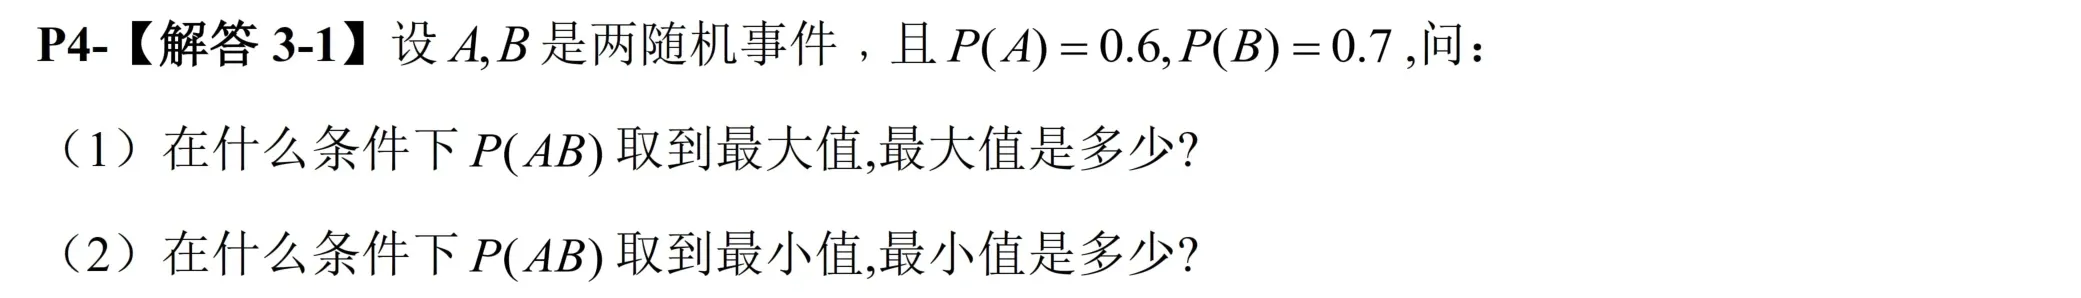 P4-【解答 3-1】设 A,B 是两随机事件，且 P(A) = 0.6, P(B) = 0.7 ,问：
（1）在什么条件下 P(AB) 取到最大值,最大值是多少?
（2）在什么条件下 P(AB) 取到最小值,最小值是多少?